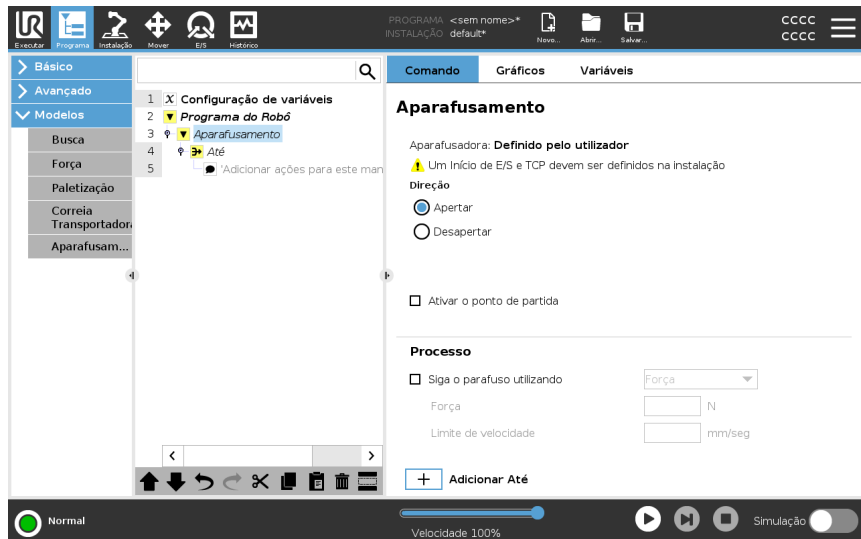 PROGRAMA <sem nome>*
INSTALAÇÃO default*
CCCC
CCCC
Executar Programa Instalação Mover E/S Histórico Novo... Abrir... Salvar...
Básico
Avançado
Modelos
Busca
Força
Paletização
Correia
Transportadora
Aparafusam...
1 x Configuração de variáveis
2 Programa do Robô
3 Aparafusamento
4 Até
5 'Adicionar ações para este man
Comando Gráficos Variáveis
Aparafusamento
Aparafusadora: Definido pelo utilizador
Um Início de E/S e TCP devem ser definidos na instalação
Direção
Apertar
Desapertar
Ativar o ponto de partida
Processo
Siga o parafuso utilizando Força
Força N
Limite de velocidade mm/seg
+ Adicionar Até
Normal
Velocidade 100%
Simulação